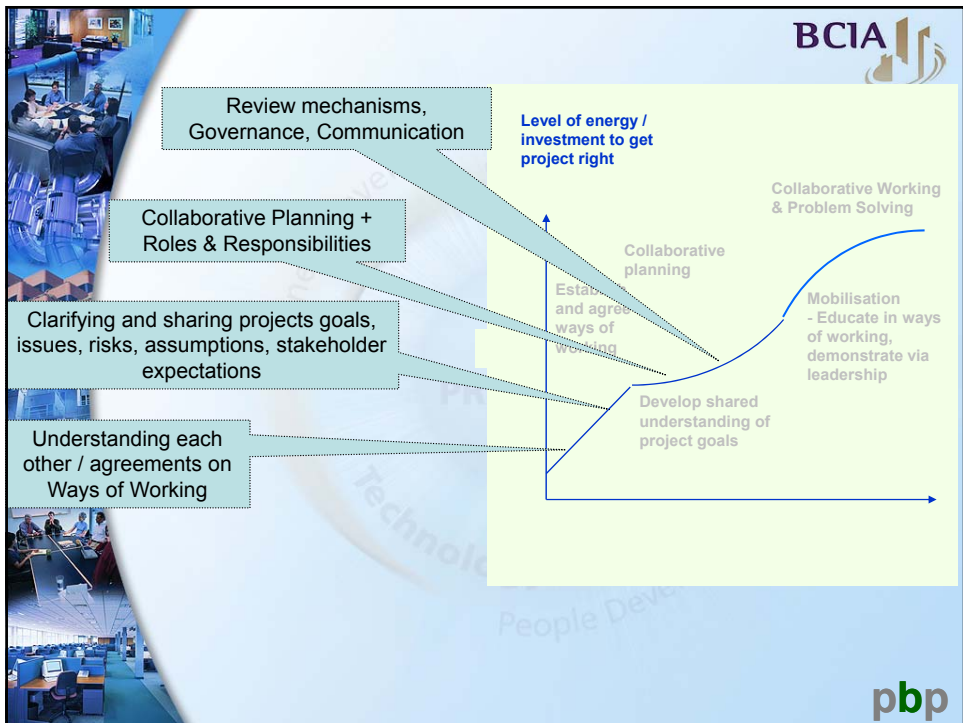 BCIA
Review mechanisms,
Governance, Communication
Level of energy /
investment to get
project right
Collaborative Working
& Problem Solving
Collaborative Planning +
Roles & Responsibilities
Collaborative
planning
and agree
ways of
working
Mobilisation
- Educate in ways
of working,
demonstrate via
leadership
Clarifying and sharing projects goals,
issues, risks, assumptions, stakeholder
expectations
Develop shared
understanding of
project goals
Understanding each
other / agreements on
Ways of Working
People
pbp